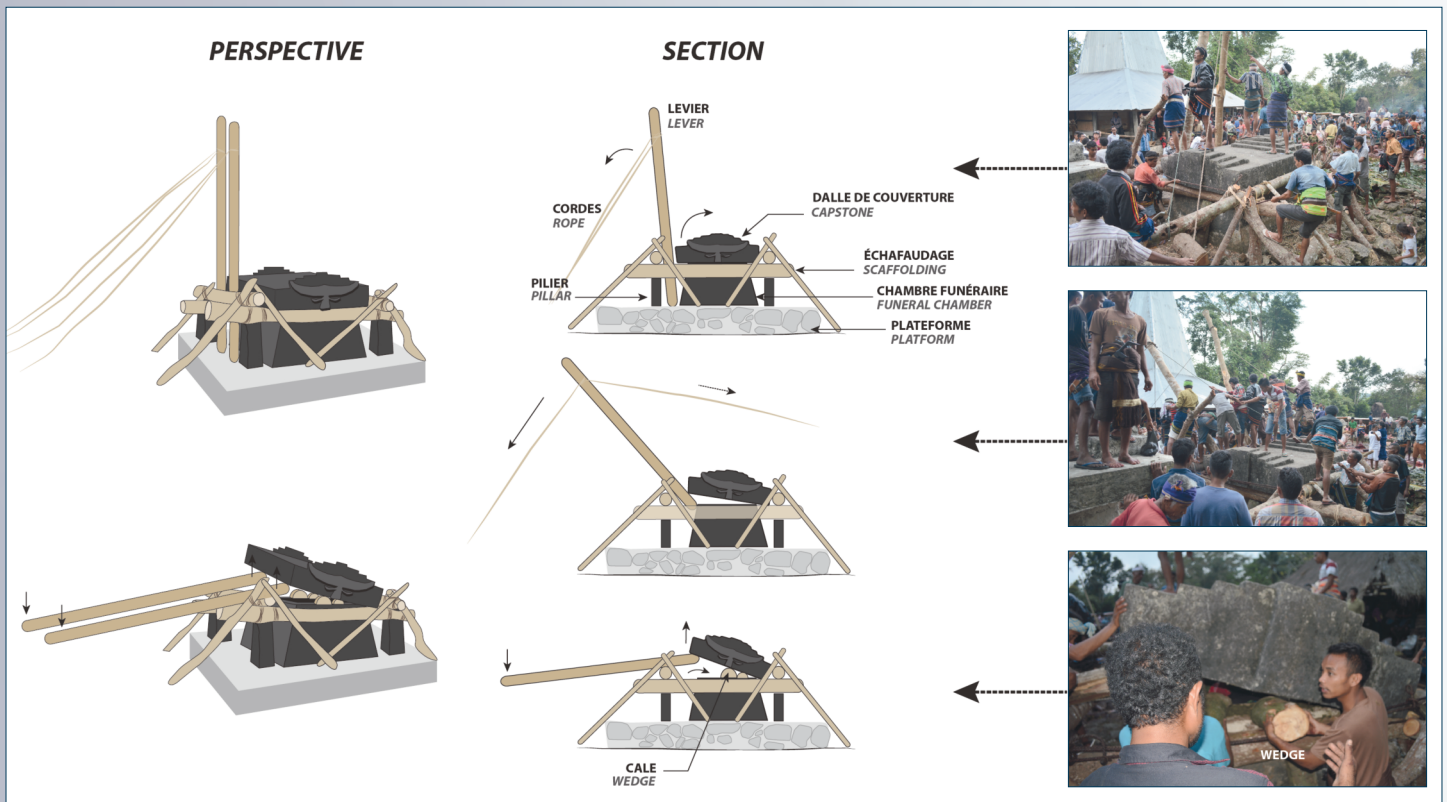 PERSPECTIVE
SECTION
LEVIER
LEVER
CORDES
ROPE
DALLE DE COUVERTURE
CAPSTONE
ÉCHAFAUDAGE
SCAFFOLDING
PILIER
PILLAR
CHAMBRE FUNÉRAIRE
FUNERAL CHAMBER
PLATEFORME
PLATFORM
CALE
WEDGE
WEDGE